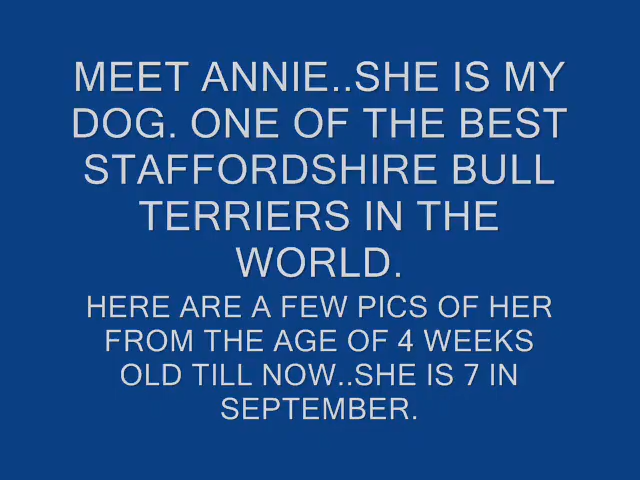 MEET ANNIE..SHE IS MY
DOG. ONE OF THE BEST
STAFFORDSHIRE BULL
TERRIERS IN THE
WORLD.
HERE ARE A FEW PICS OF HER
FROM THE AGE OF 4 WEEKS
OLD TILL NOW..SHE IS 7 IN
SEPTEMBER.